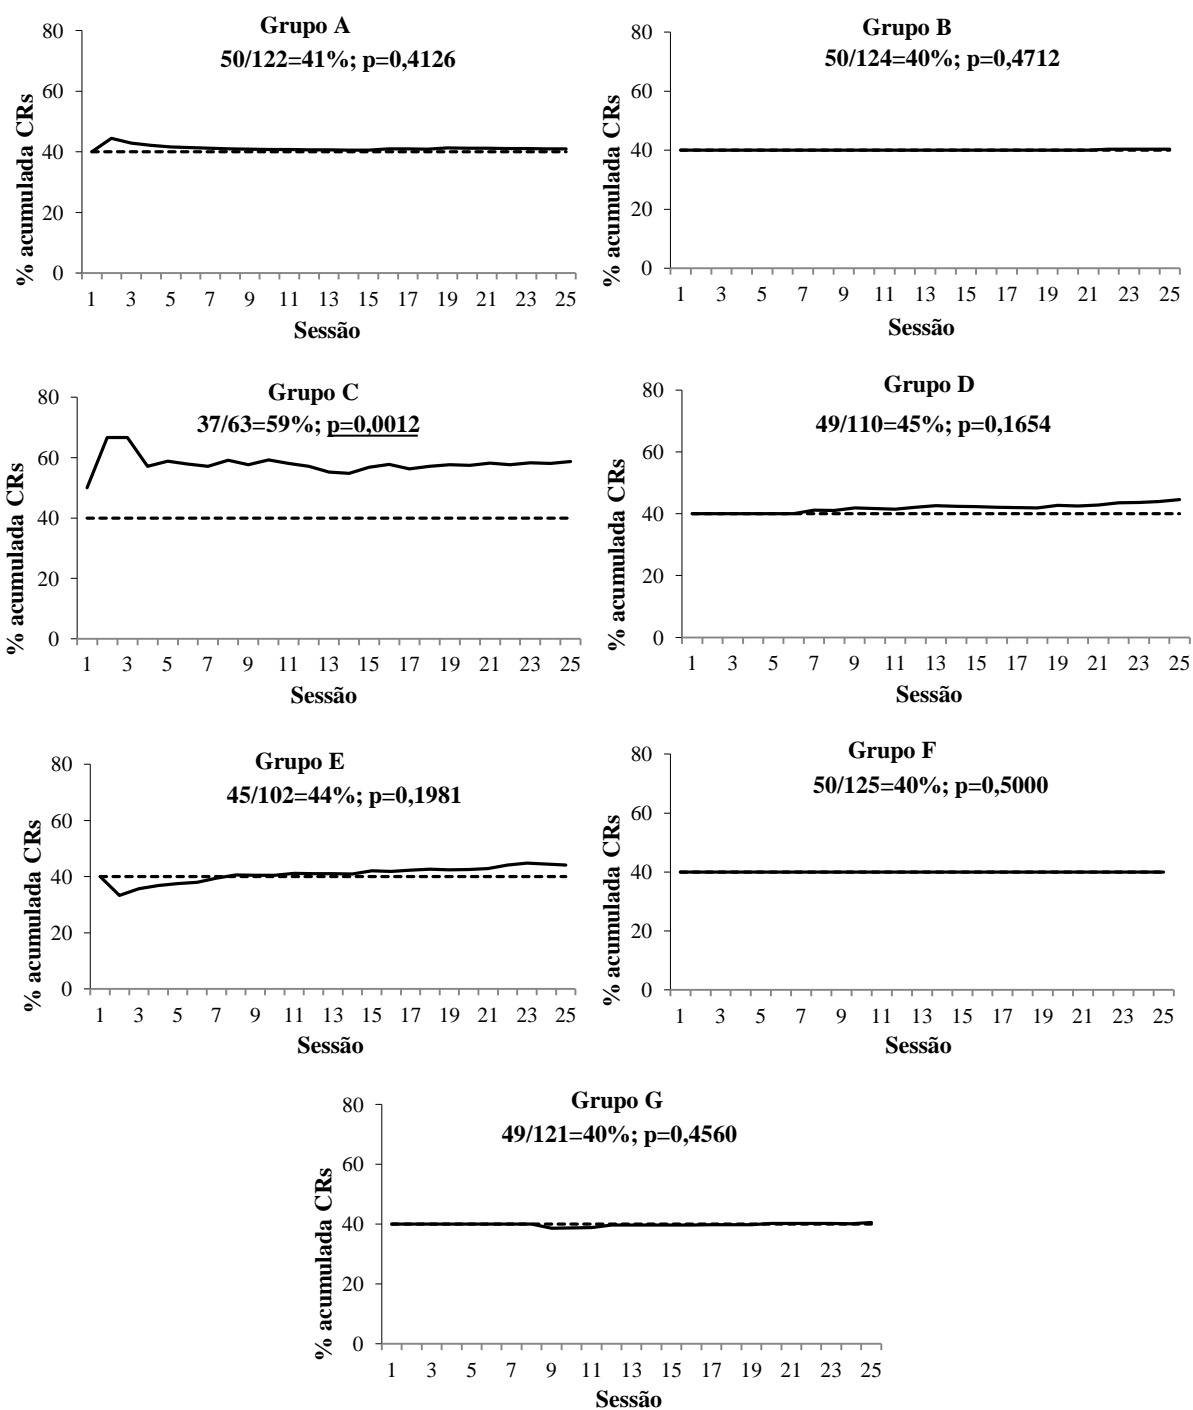 Grupo A
50/122=41%; p=0,4126
% acumulada CRs
80
60
40
20
0
1 3 5 7 9 11 13 15 17 19 21 23 25
Sessão
Grupo B
50/124=40%; p=0,4712
% acumulada CRs
80
60
40
20
0
1 3 5 7 9 11 13 15 17 19 21 23 25
Sessão
Grupo C
37/63=59%; p=0,0012
% acumulada CRs
80
60
40
20
0
1 3 5 7 9 11 13 15 17 19 21 23 25
Sessão
Grupo D
49/110=45%; p=0,1654
% acumulada CRs
80
60
40
20
0
1 3 5 7 9 11 13 15 17 19 21 23 25
Sessão
Grupo E
45/102=44%; p=0,1981
% acumulada CRs
80
60
40
20
0
1 3 5 7 9 11 13 15 17 19 21 23 25
Sessão
Grupo F
50/125=40%; p=0,5000
% acumulada CRs
80
60
40
20
0
1 3 5 7 9 11 13 15 17 19 21 23 25
Sessão
Grupo G
49/121=40%; p=0,4560
% acumulada CRs
80
60
40
20
0
1 3 5 7 9 11 13 15 17 19 21 23 25
Sessão